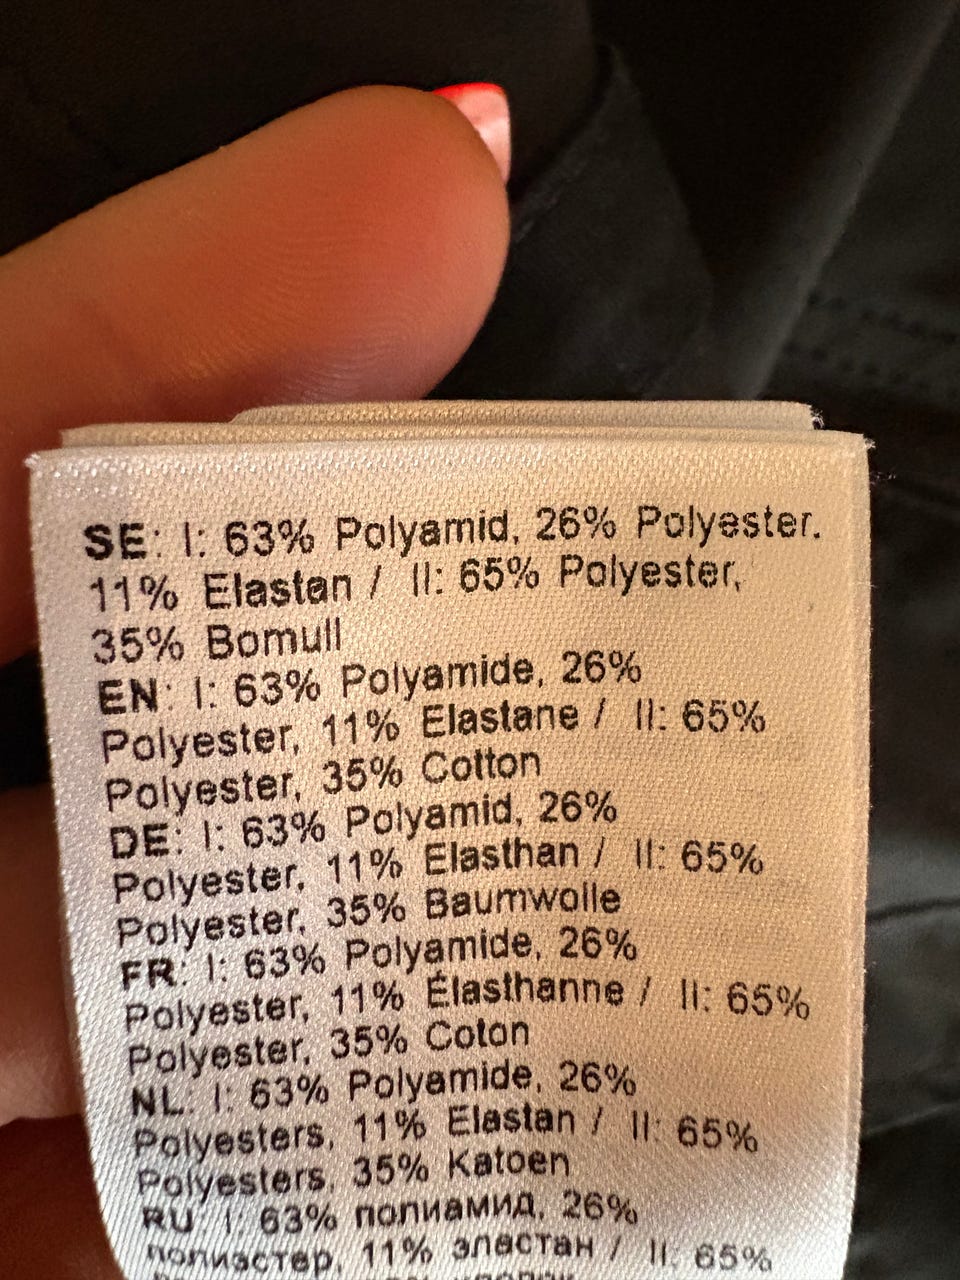 SE: I: 63% Polyamid, 26% Polyester,
11% Elastan / II: 65% Polyester,
35% Bomull
EN: I: 63% Polyamide, 26%
Polyester, 11% Elastane / II: 65%
Polyester, 35% Cotton
DE: I: 63% Polyamid, 26%
Polyester, 11% Elasthan / II: 65%
Polyester, 35% Baumwolle
FR: I: 63% Polyamide, 26%
Polyester, 11% Élasthanne / II: 65%
Polyester, 35% Coton
NL: I: 63% Polyamide, 26%
Polyesters, 11% Elastan / II: 65%
Polyesters, 35% Katoen
RU: I: 63% полиамид, 26%
полиэстер, 11% эластан / II: 65%